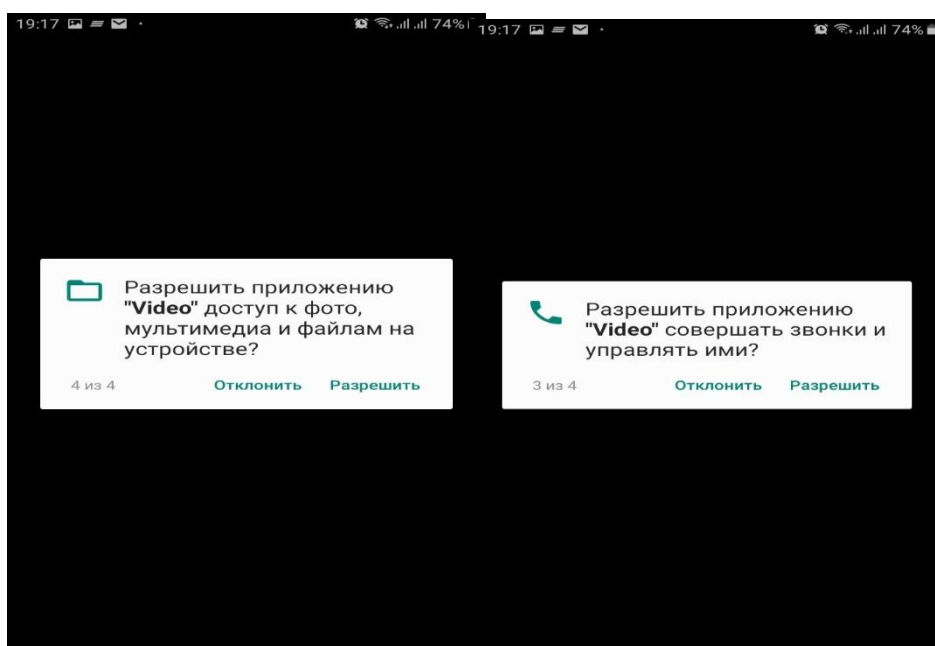 19:17
74%
Разрешить приложению
"Video" доступ к фото,
мультимедиа и файлам на
устройстве?
4 из 4 Отклонить Разрешить
19:17
74%
Разрешить приложению
"Video" совершать звонки и
управлять ими?
3 из 4 Отклонить Разрешить